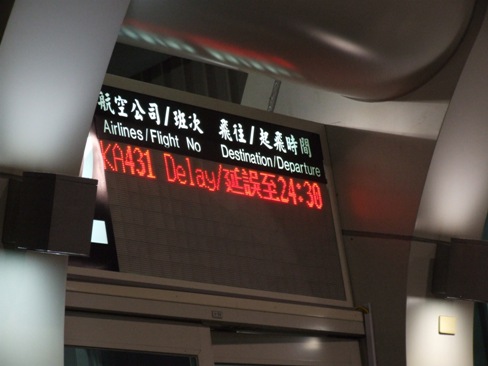 航空公司/班次 飛往/起飛時間
Airlines/Flight No Destination/Departure
KA431 Delay/延誤至24:30